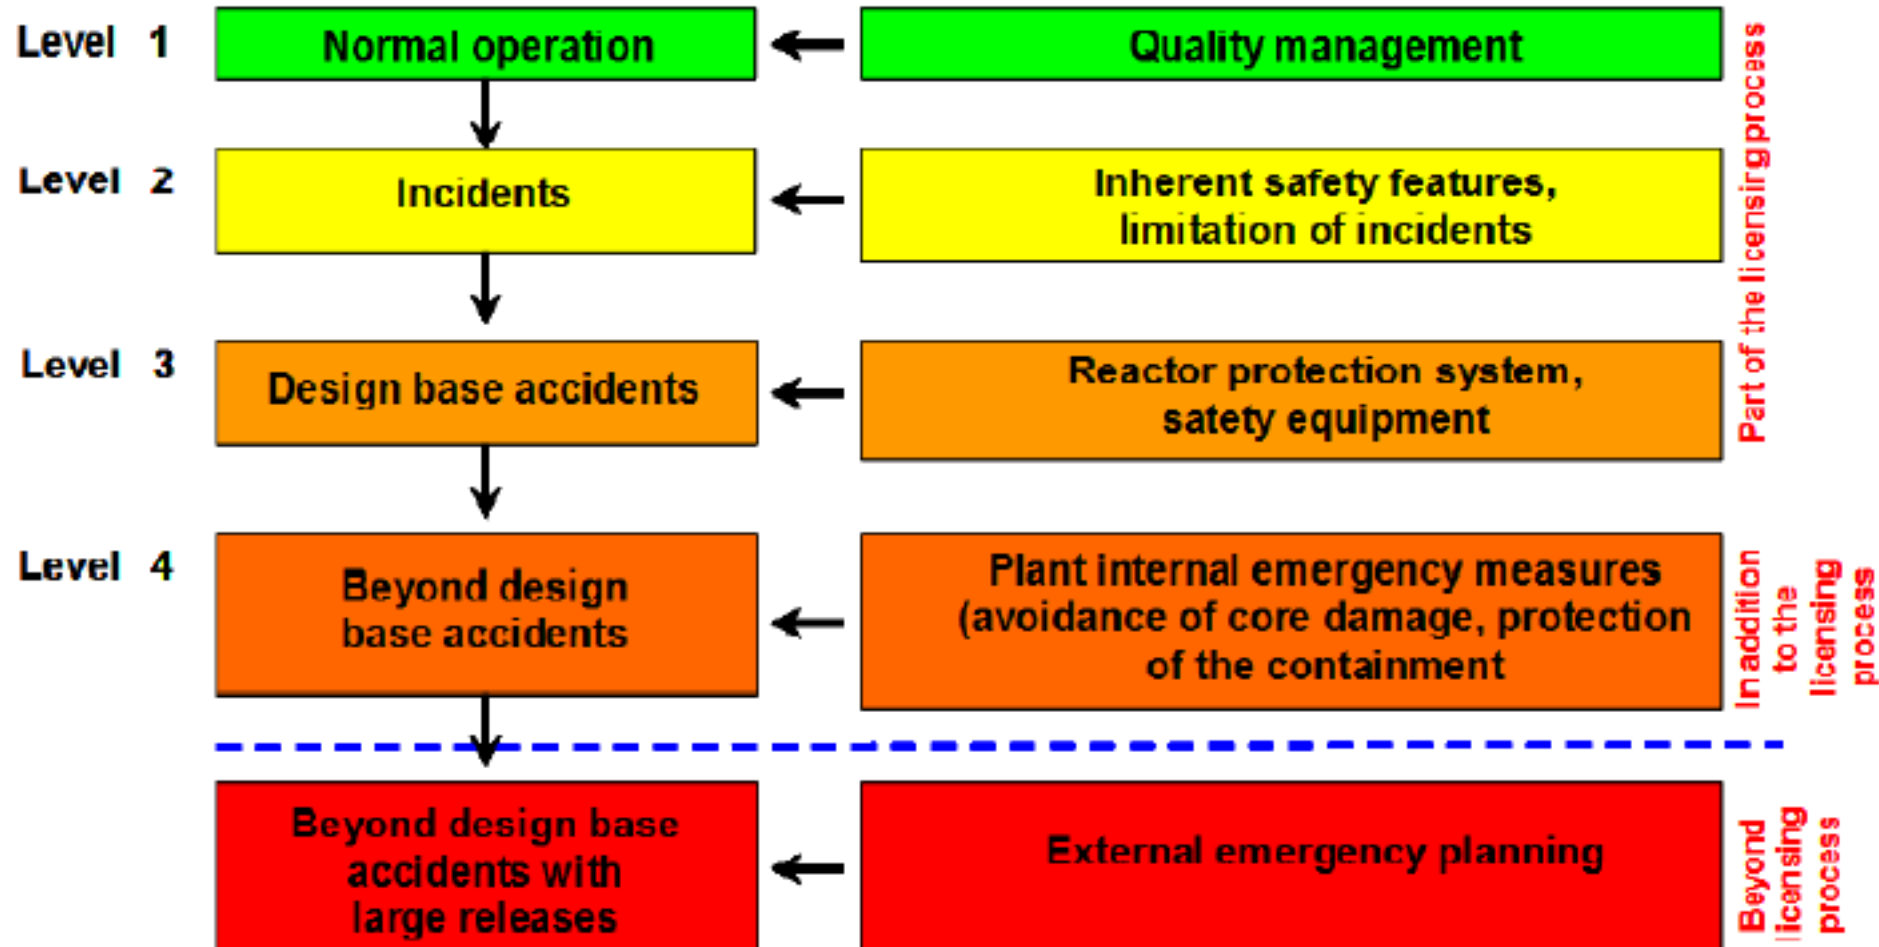 Level 1
Normal operation
Quality management
Level 2
Incidents
Inherent safety features,
limitation of incidents
Level 3
Design base accidents
Reactor protection system,
safety equipment
Part of the licensing process
Level 4
Beyond design
base accidents
Plant internal emergency measures
(avoidance of core damage, protection
of the containment
In addition
to the
licensing
process
Beyond design base
accidents with
large releases
External emergency planning
Beyond
licensing
process